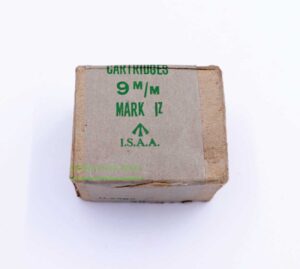 CARTRIDGES
9 M/M
MARK IZ
I.S.A.A.